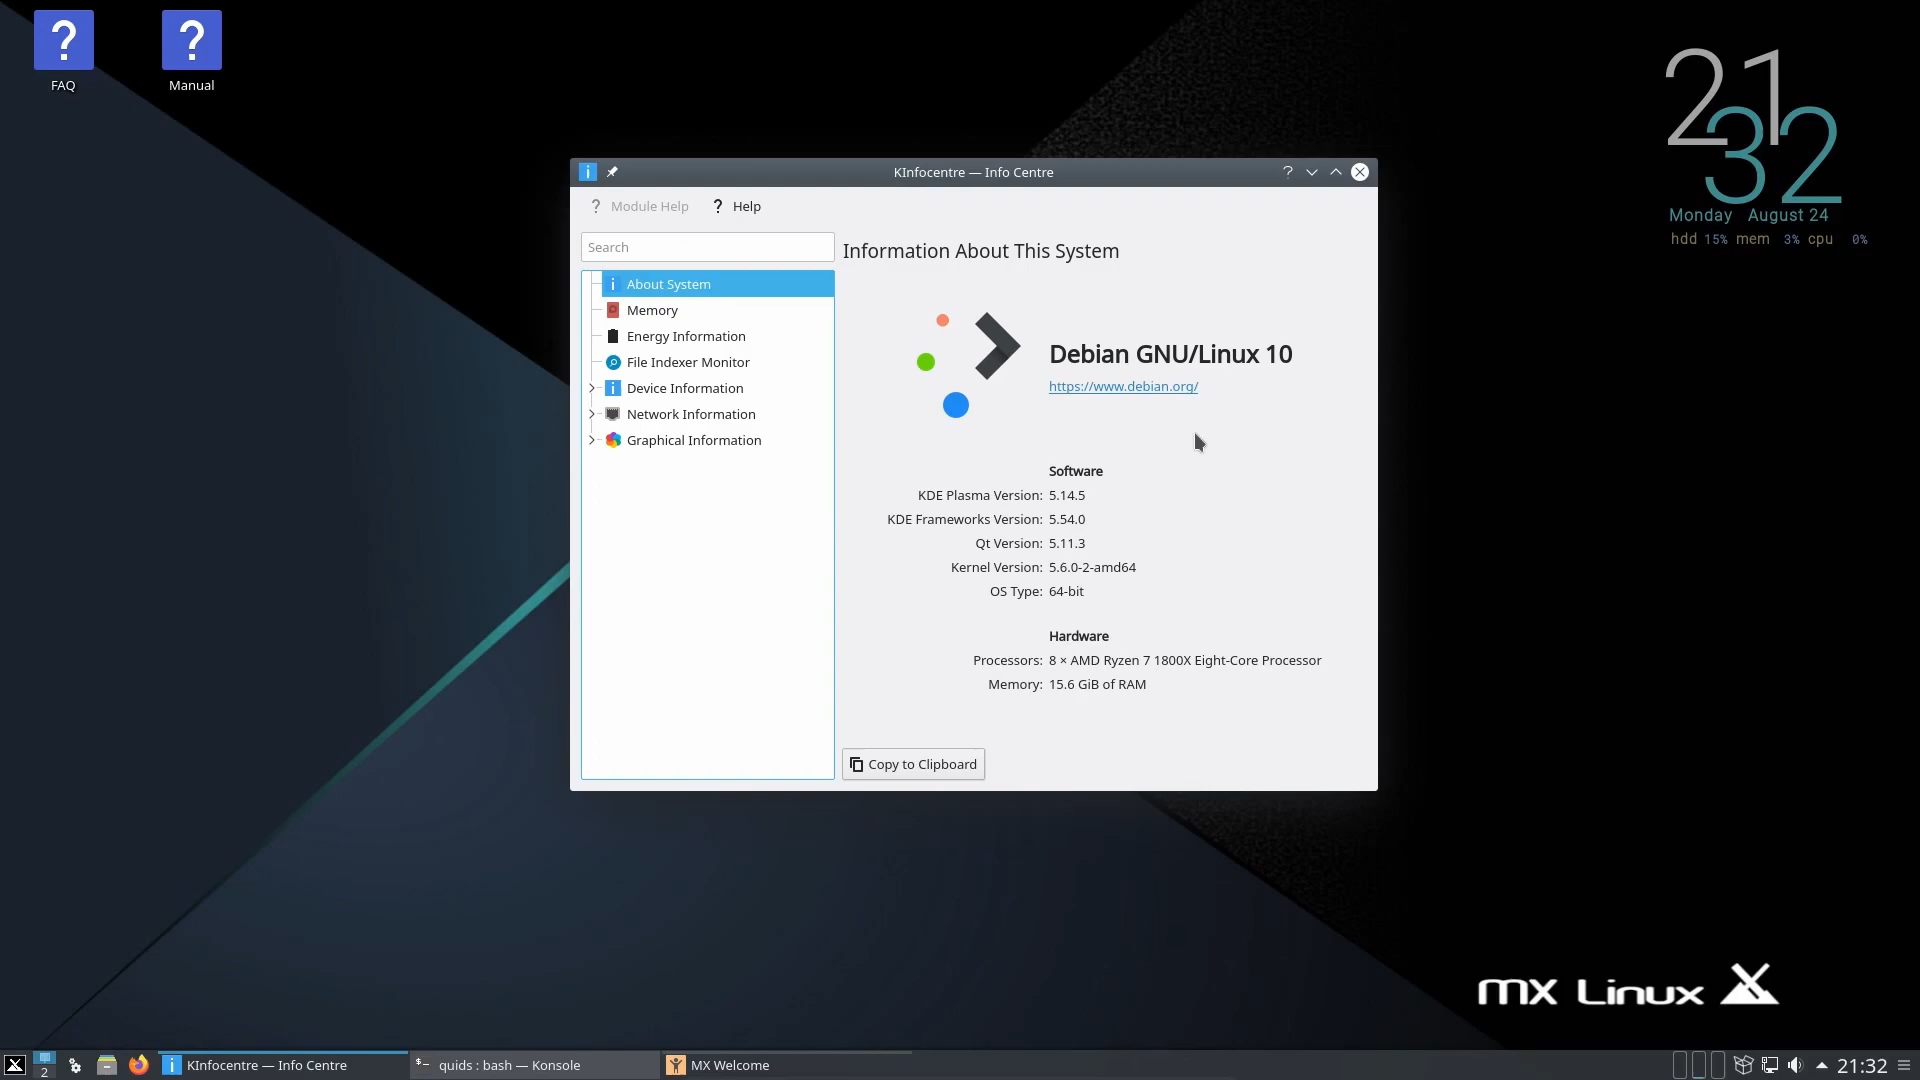 FAQ
Manual
21
32
Monday August 24
hdd 15% mem 3% cpu 0%
KInfocentre — Info Centre
? Module Help ? Help
Search
About System
Memory
Energy Information
File Indexer Monitor
Device Information
Network Information
Graphical Information
Information About This System
Debian GNU/Linux 10
https://www.debian.org/
Software
KDE Plasma Version: 5.14.5
KDE Frameworks Version: 5.54.0
Qt Version: 5.11.3
Kernel Version: 5.6.0-2-amd64
OS Type: 64-bit
Hardware
Processors: 8 × AMD Ryzen 7 1800X Eight-Core Processor
Memory: 15.6 GiB of RAM
Copy to Clipboard
MX Linux
2
KInfocentre — Info Centre
quids : bash — Konsole
MX Welcome
21:32